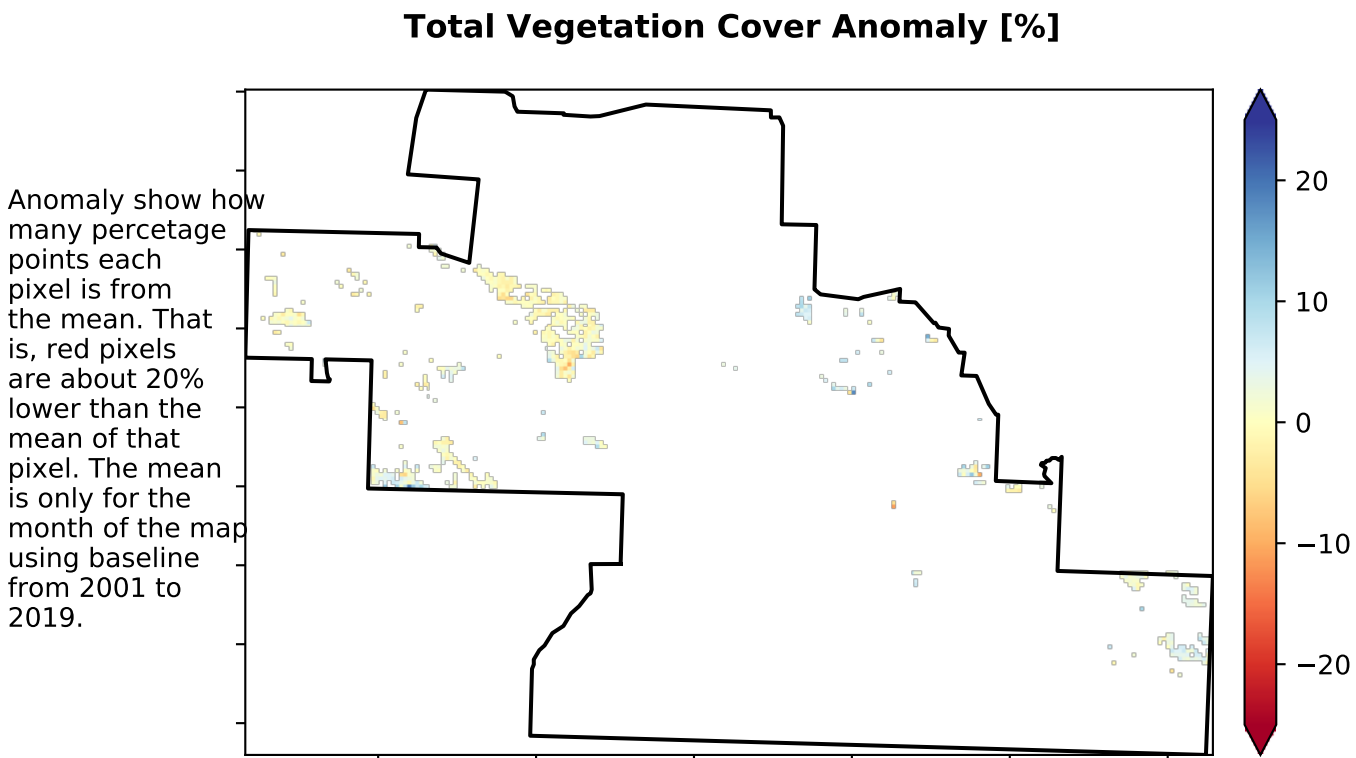 Total Vegetation Cover Anomaly [%]
Anomaly show how
many percetage
points each
pixel is from
the mean. That
is, red pixels
are about 20%
lower than the
mean of that
pixel. The mean
is only for the
month of the map
using baseline
from 2001 to
2019.
20
10
0
−10
−20